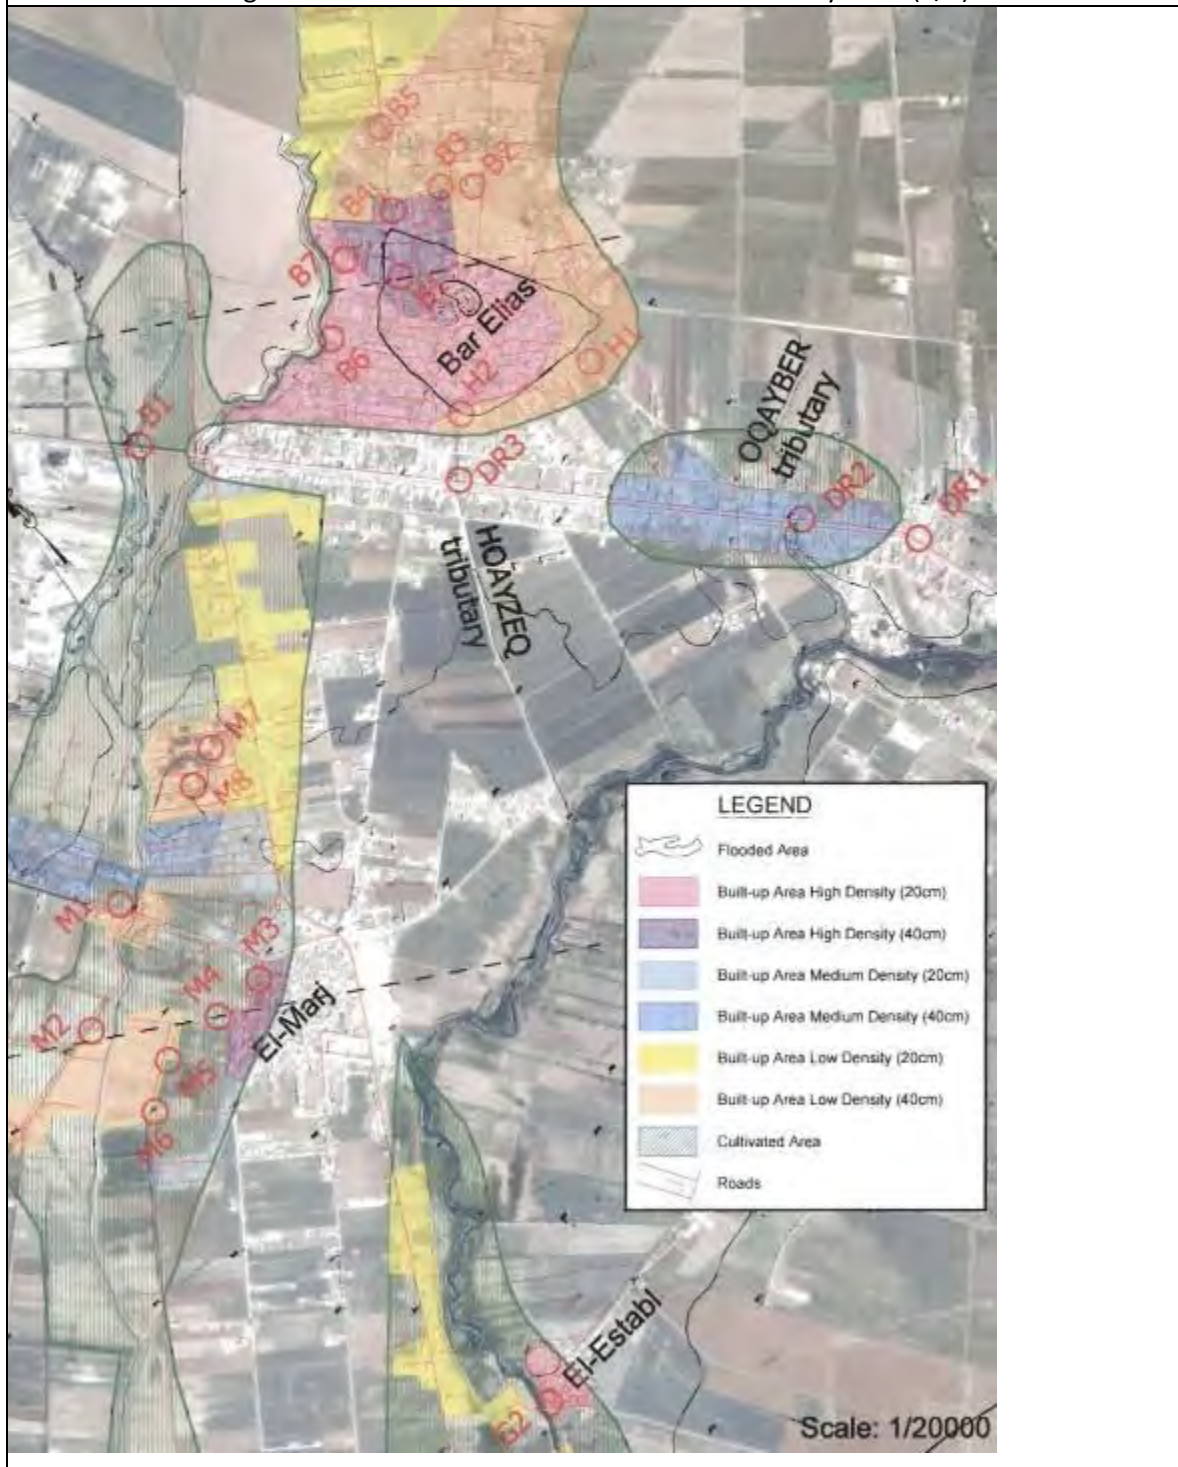 B5
B3
B2
B4
B7
Bar Elias
B6
H1
H2
OQAYBER
tributary
B1
DR3
DR2
DR1
HOAYZEQ
tributary
M7
M8
LEGEND
Flooded Area
Built-up Area High Density (20cm)
Built-up Area High Density (40cm)
Built-up Area Medium Density (20cm)
Built-up Area Medium Density (40cm)
Built-up Area Low Density (20cm)
Built-up Area Low Density (40cm)
Cultivated Area
Roads
M1
M3
M4
M2
El-Marj
M5
M6
El-Establ
G2
Scale: 1/20000